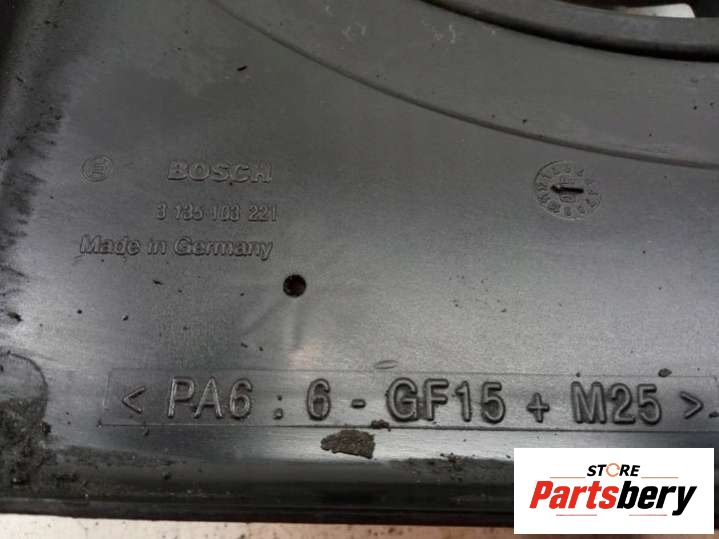 BOSCH
3 135 103 221
Made in Germany
< PA6 : 6 - GF15 + M25 >
STORE
Partsbery